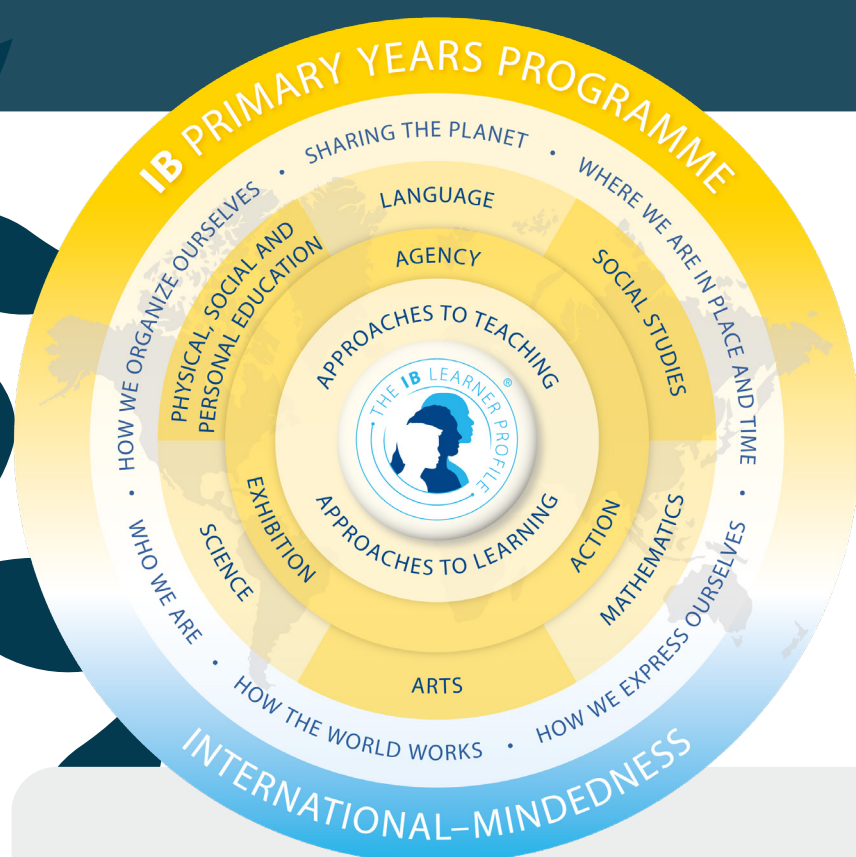 IB PRIMARY YEARS PROGRAMME
SHARING THE PLANET
WHERE WE ARE IN PLACE AND TIME
HOW WE EXPRESS OURSELVES
HOW THE WORLD WORKS
WHO WE ARE
HOW WE ORGANIZE OURSELVES
LANGUAGE
SOCIAL STUDIES
MATHEMATICS
ARTS
SCIENCE
PHYSICAL, SOCIAL AND
PERSONAL EDUCATION
AGENCY
ACTION
EXHIBITION
APPROACHES TO TEACHING
APPROACHES TO LEARNING
THE IB LEARNER PROFILE®
INTERNATIONAL–MINDEDNESS